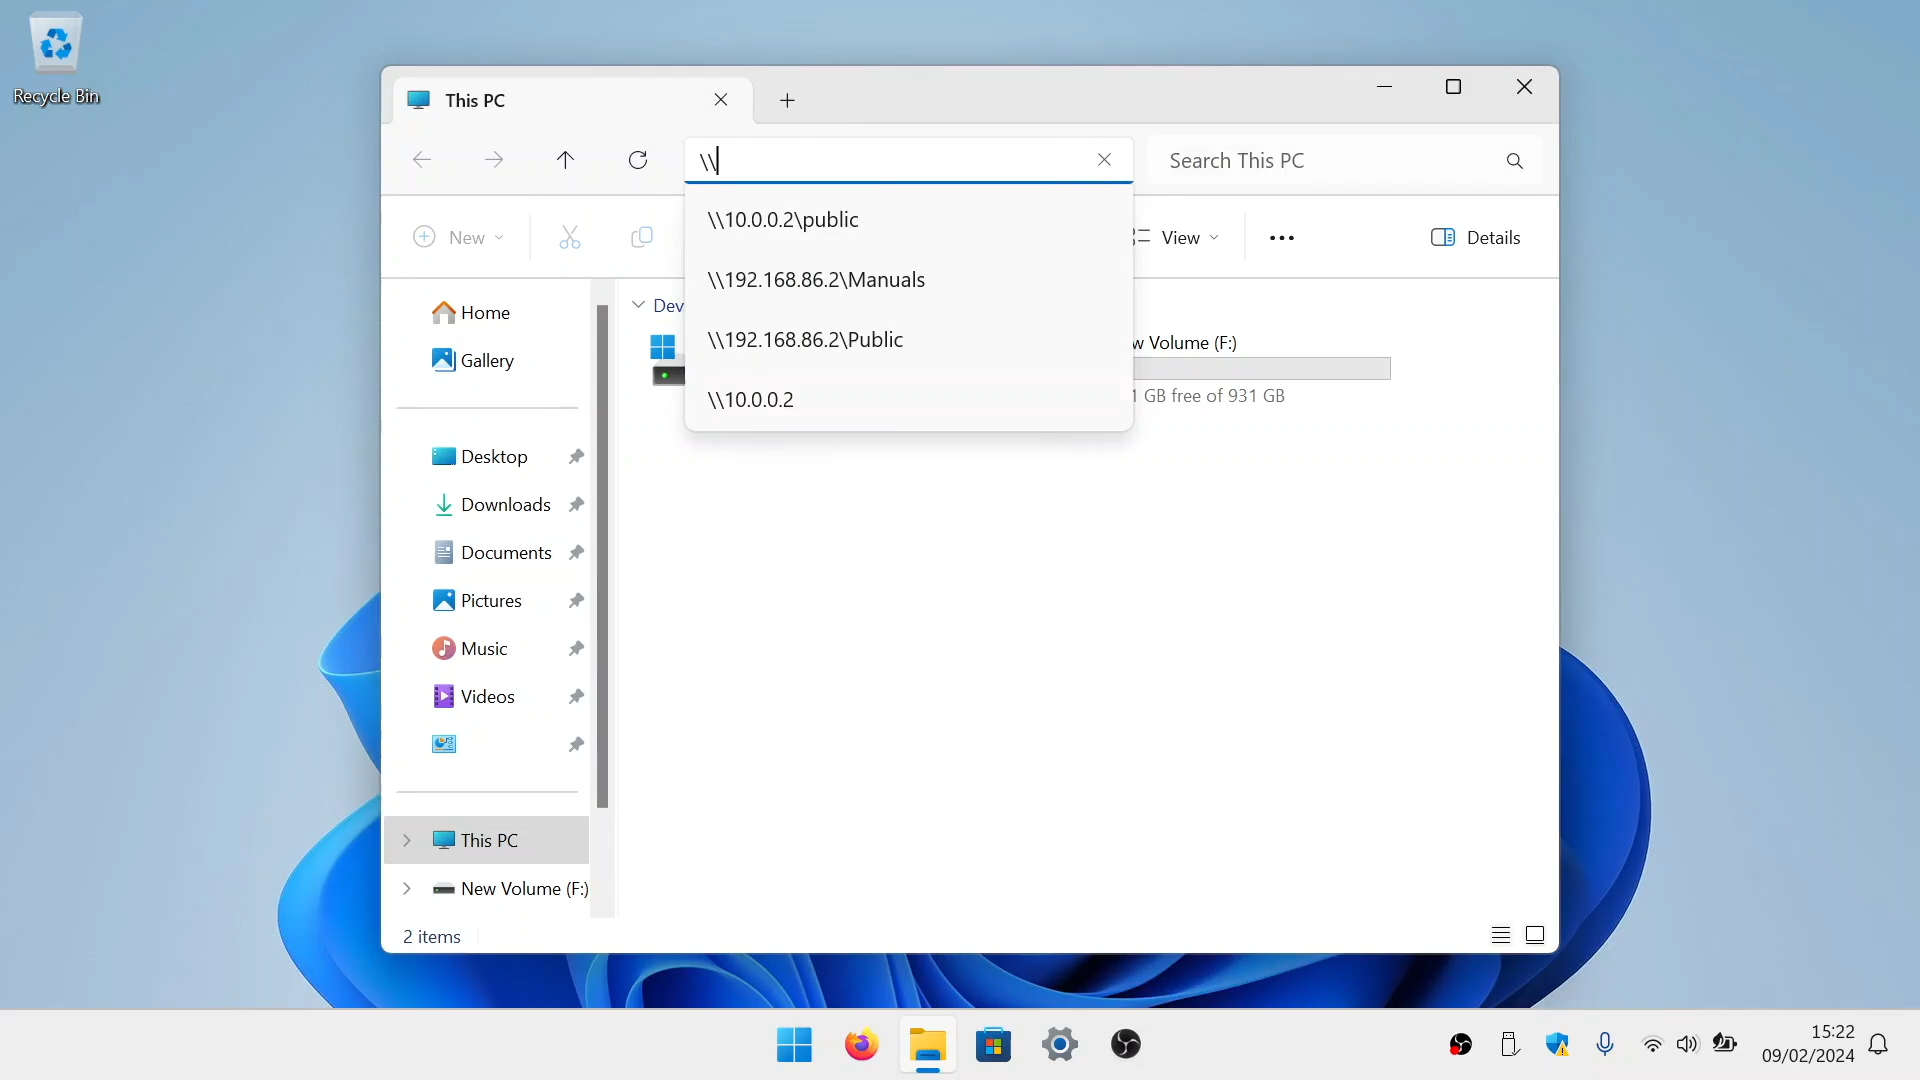 Recycle Bin
This PC
\\
Search This PC
New
View
Details
\\10.0.0.2\public
\\192.168.86.2\Manuals
\\192.168.86.2\Public
\\10.0.0.2
Dev
w Volume (F:)
1 GB free of 931 GB
Home
Gallery
Desktop
Downloads
Documents
Pictures
Music
Videos
This PC
New Volume (F:)
2 items
15:22
09/02/2024